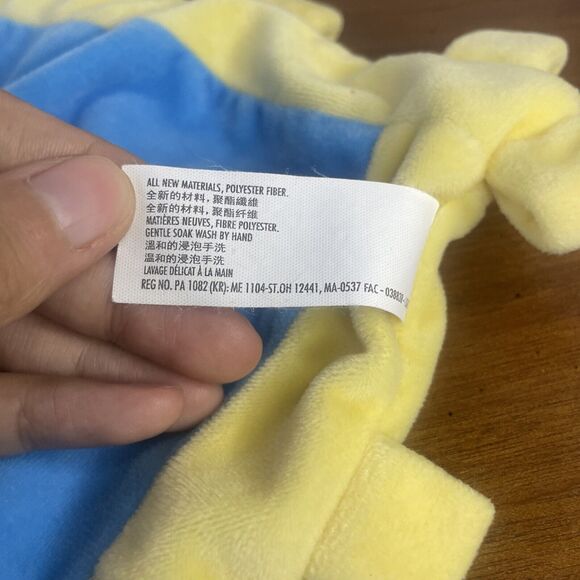 ALL NEW MATERIALS, POLYESTER FIBER.
全新的材料，聚酯纖維
全新的材料，聚酯纤维
MATIÈRES NEUVES, FIBRE POLYESTER.
GENTLE SOAK WASH BY HAND
溫和的浸泡手洗
温和的浸泡手洗
LAVAGE DÉLICAT À LA MAIN
REG NO. PA 1082 (KR): ME 1104-ST.OH 12441, MA-0537 FAC -